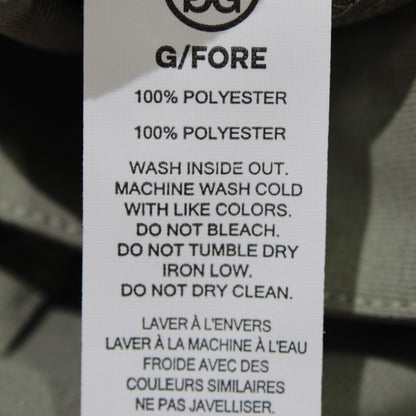 G/FORE
100% POLYESTER
100% POLYESTER
WASH INSIDE OUT.
MACHINE WASH COLD
WITH LIKE COLORS.
DO NOT BLEACH.
DO NOT TUMBLE DRY
IRON LOW.
DO NOT DRY CLEAN.
LAVER À L'ENVERS
LAVER À LA MACHINE À L'EAU
FROIDE AVEC DES
COULEURS SIMILAIRES
NE PAS JAVELLISER.